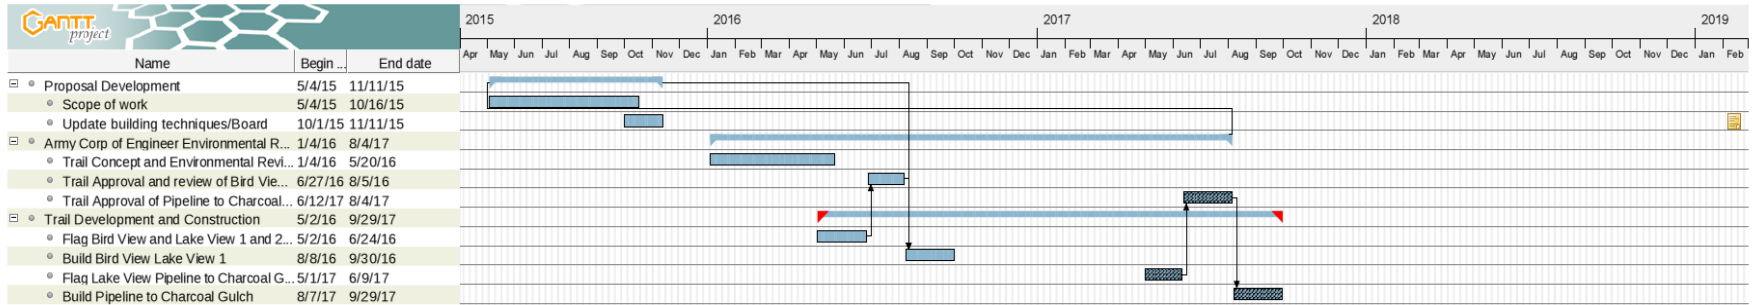 GANTT
project
2015 2016 2017 2018 2019
Apr May Jun Jul Aug Sep Oct Nov Dec Jan Feb Mar Apr May Jun Jul Aug Sep Oct Nov Dec Jan Feb Mar Apr May Jun Jul Aug Sep Oct Nov Dec Jan Feb Mar Apr May Jun Jul Aug Sep Oct Nov Dec Jan Feb
Name Begin ... End date
Proposal Development 5/4/15 11/11/15
Scope of work 5/4/15 10/16/15
Update building techniques/Board 10/1/15 11/11/15
Army Corp of Engineer Environmental R... 1/4/16 8/4/17
Trail Concept and Environmental Revi... 1/4/16 5/20/16
Trail Approval and review of Bird Vie... 6/27/16 8/5/16
Trail Approval of Pipeline to Charcoal... 6/12/17 8/4/17
Trail Development and Construction 5/2/16 9/29/17
Flag Bird View and Lake View 1 and 2... 5/2/16 6/24/16
Build Bird View Lake View 1 8/8/16 9/30/16
Flag Lake View Pipeline to Charcoal G... 5/1/17 6/9/17
Build Pipeline to Charcoal Gulch 8/7/17 9/29/17